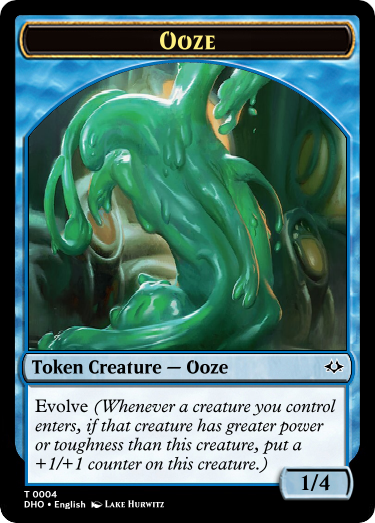 Ooze
Token Creature — Ooze
Evolve (Whenever a creature you control
enters, if that creature has greater power
or toughness than this creature, put a
+1/+1 counter on this creature.)
1/4
T 0004
DHO • English Lake Hurwitz